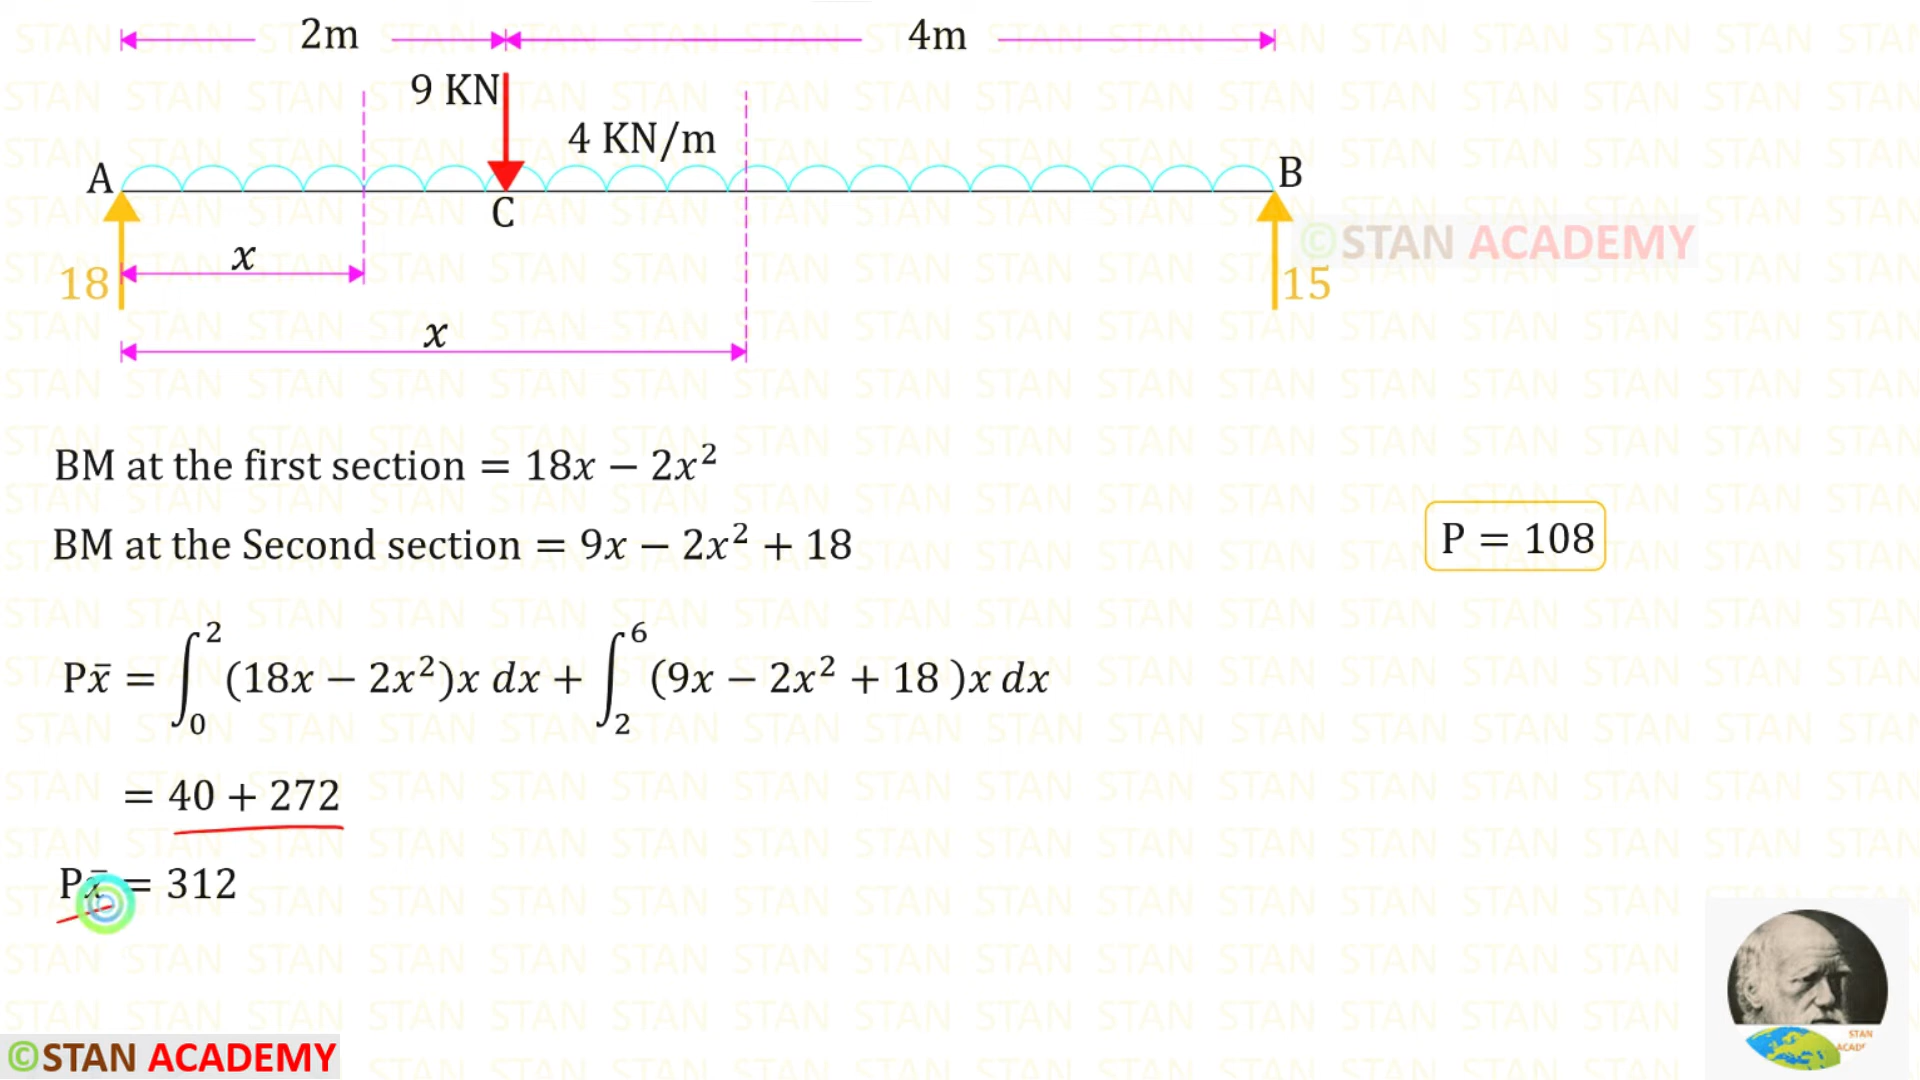 2m 4m
9 KN
4 KN/m
A B
C
©STAN ACADEMY
x
18 15
x
BM at the first section = 18x − 2x²
BM at the Second section = 9x − 2x² + 18
P = 108
Px̄ = ∫₀² (18x − 2x²)x dx + ∫₂⁶ (9x − 2x² + 18 )x dx
= 40 + 272
Px̄ = 312
STAN
©STAN ACADEMY